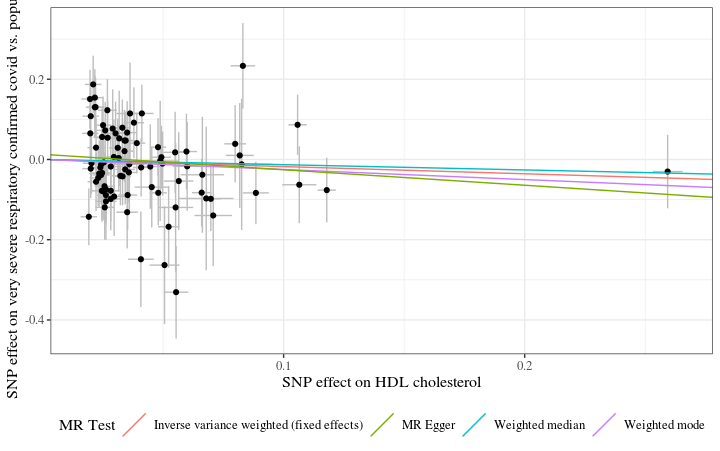 SNP effect on very severe respiratory confirmed covid vs.
0.2
0.0
-0.2
-0.4
0.1
0.2
SNP effect on HDL cholesterol
MR Test
Inverse variance weighted (fixed effects)
MR Egger
Weighted median
Weighted mode